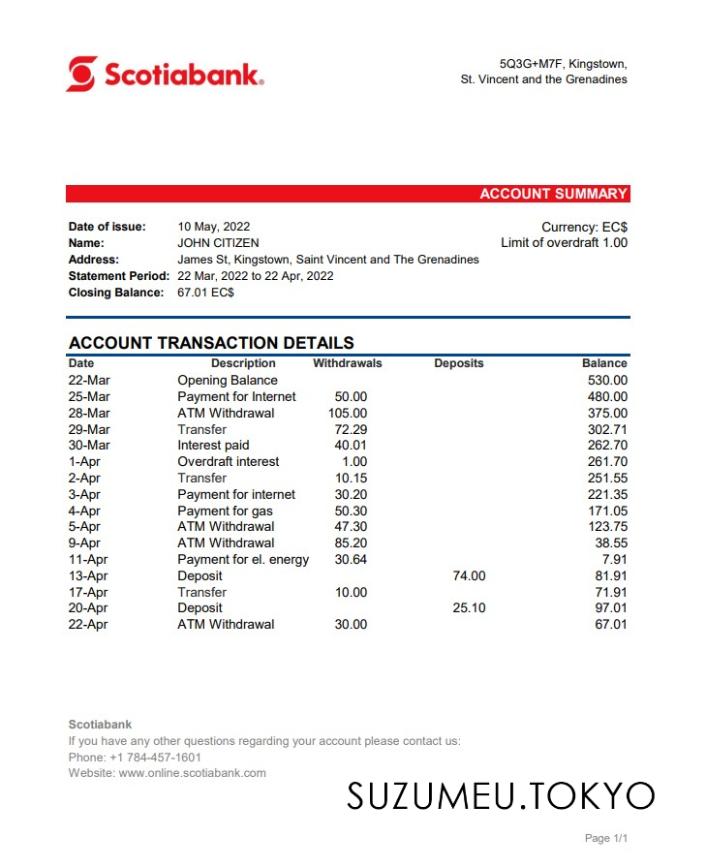 Scotiabank.
5Q3G+M7F, Kingstown,
St. Vincent and the Grenadines
ACCOUNT SUMMARY
Date of issue: 10 May, 2022 Currency: EC$
Name: JOHN CITIZEN Limit of overdraft 1.00
Address: James St, Kingstown, Saint Vincent and The Grenadines
Statement Period: 22 Mar, 2022 to 22 Apr, 2022
Closing Balance: 67.01 EC$
ACCOUNT TRANSACTION DETAILS
Date Description Withdrawals Deposits Balance
22-Mar Opening Balance 530.00
25-Mar Payment for Internet 50.00 480.00
28-Mar ATM Withdrawal 105.00 375.00
29-Mar Transfer 72.29 302.71
30-Mar Interest paid 40.01 262.70
1-Apr Overdraft interest 1.00 261.70
2-Apr Transfer 10.15 251.55
3-Apr Payment for internet 30.20 221.35
4-Apr Payment for gas 50.30 171.05
5-Apr ATM Withdrawal 47.30 123.75
9-Apr ATM Withdrawal 85.20 38.55
11-Apr Payment for el. energy 30.64 7.91
13-Apr Deposit 74.00 81.91
17-Apr Transfer 10.00 71.91
20-Apr Deposit 25.10 97.01
22-Apr ATM Withdrawal 30.00 67.01
Scotiabank
If you have any other questions regarding your account please contact us:
Phone: +1 784-457-1601
Website: www.online.scotiabank.com
SUZUMEU.TOKYO
Page 1/1